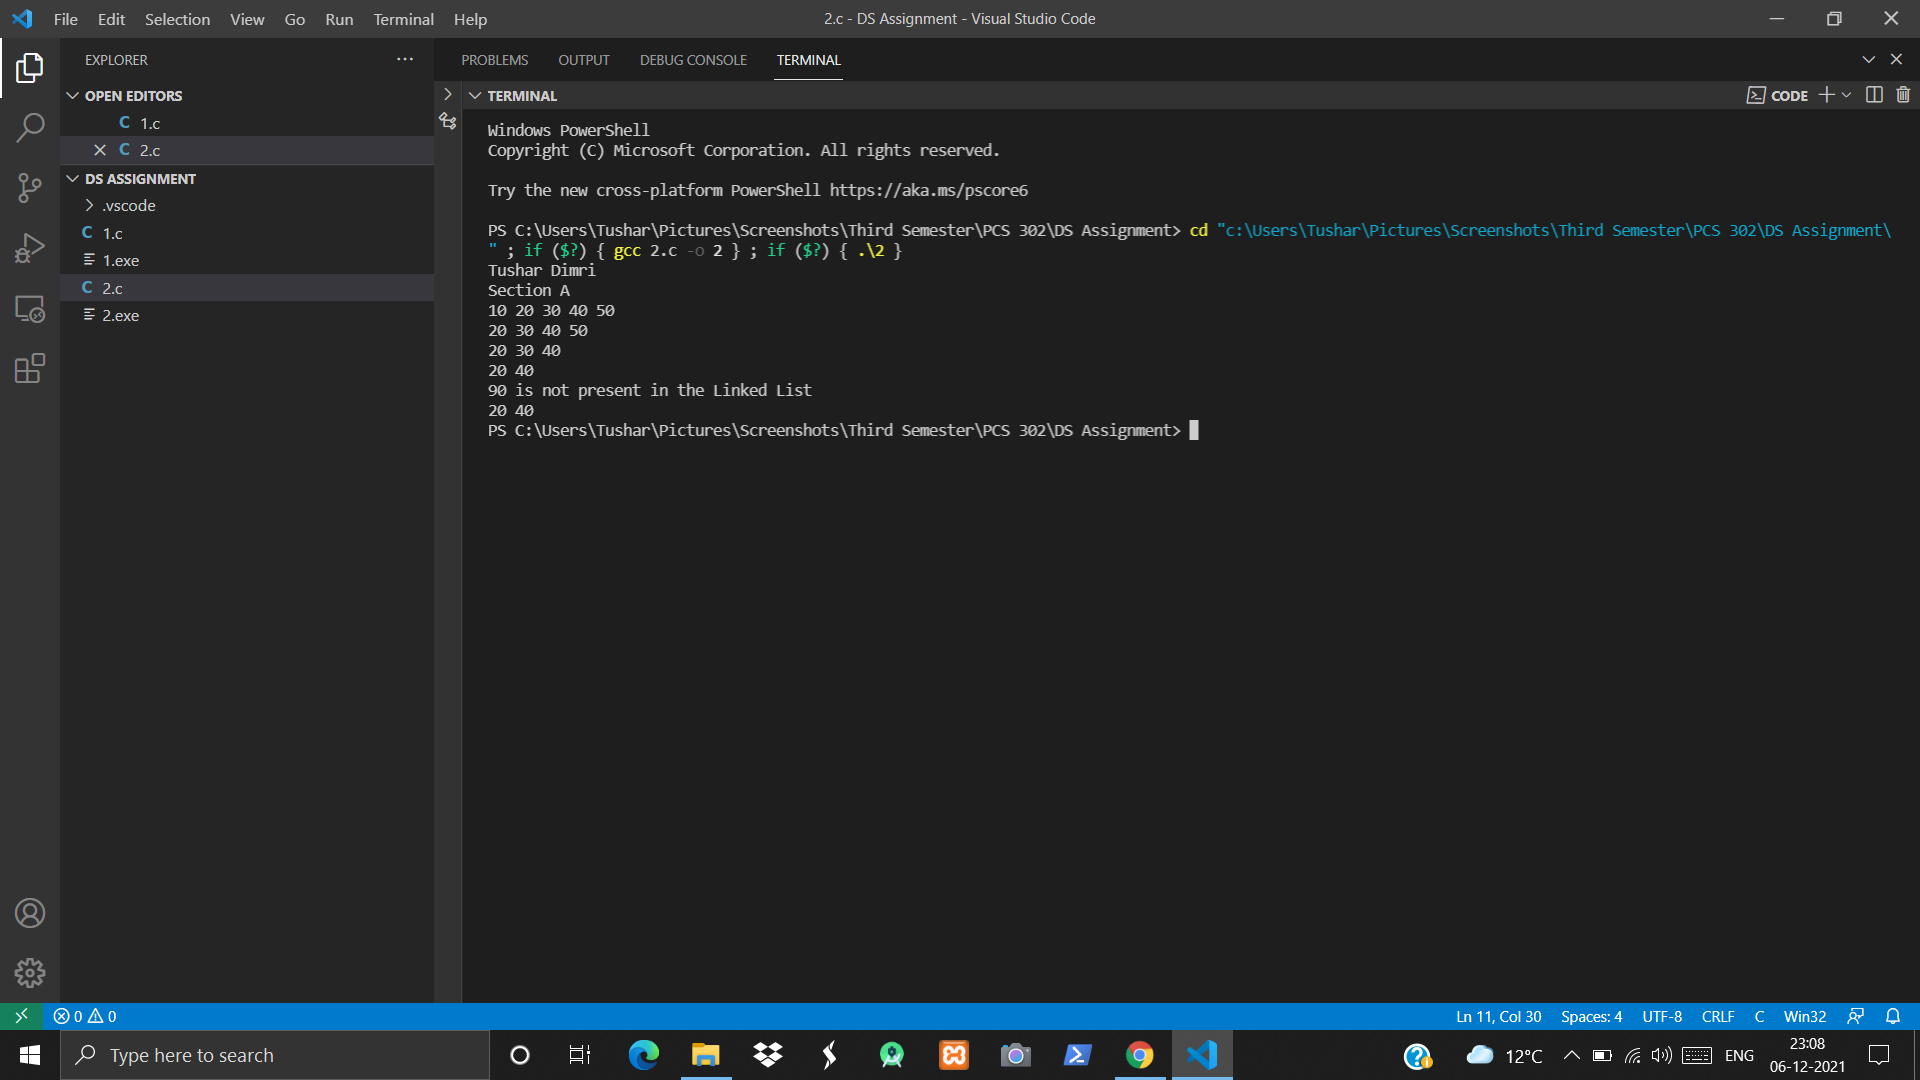 File Edit Selection View Go Run Terminal Help
2.c - DS Assignment - Visual Studio Code
EXPLORER
OPEN EDITORS
C 1.c
C 2.c
DS ASSIGNMENT
.vscode
C 1.c
1.exe
C 2.c
2.exe
PROBLEMS OUTPUT DEBUG CONSOLE TERMINAL
TERMINAL
CODE
Windows PowerShell
Copyright (C) Microsoft Corporation. All rights reserved.
Try the new cross-platform PowerShell https://aka.ms/pscore6
PS C:\Users\Tushar\Pictures\Screenshots\Third Semester\PCS 302\DS Assignment> cd "c:\Users\Tushar\Pictures\Screenshots\Third Semester\PCS 302\DS Assignment\
" ; if ($?) { gcc 2.c -o 2 } ; if ($?) { .\2 }
Tushar Dimri
Section A
10 20 30 40 50
20 30 40 50
20 30 40
20 40
90 is not present in the Linked List
20 40
PS C:\Users\Tushar\Pictures\Screenshots\Third Semester\PCS 302\DS Assignment>
0 0
Ln 11, Col 30 Spaces: 4 UTF-8 CRLF C Win32
Type here to search
12°C
ENG
23:08
06-12-2021